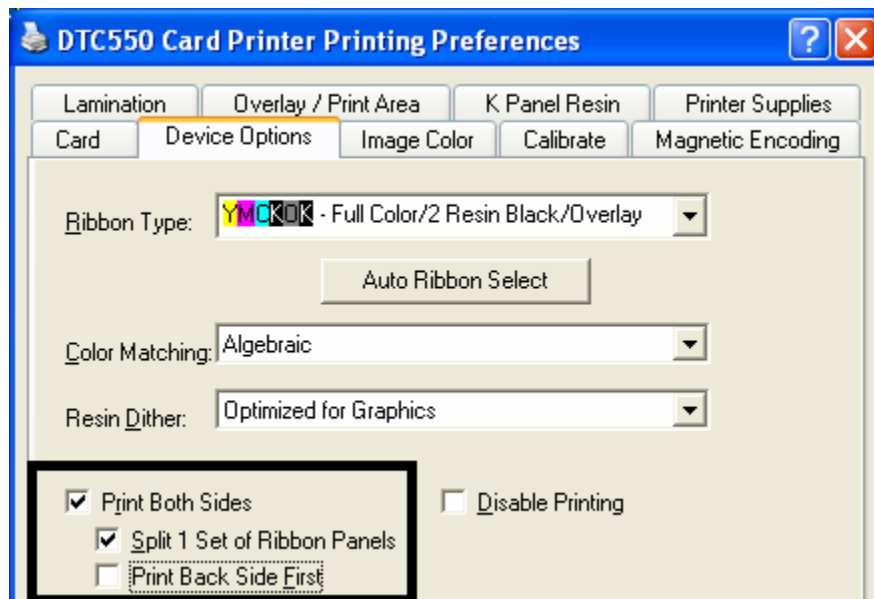 DTC550 Card Printer Printing Preferences
Lamination Overlay / Print Area K Panel Resin Printer Supplies
Card Device Options Image Color Calibrate Magnetic Encoding
Ribbon Type: YMCKOK - Full Color/2 Resin Black/Overlay
Auto Ribbon Select
Color Matching: Algebraic
Resin Dither: Optimized for Graphics
Print Both Sides Disable Printing
Split 1 Set of Ribbon Panels
Print Back Side First